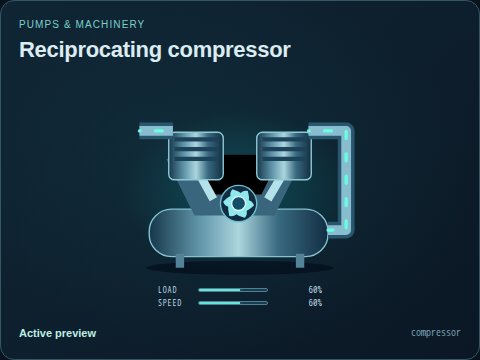 PUMPS & MACHINERY
Reciprocating compressor
LOAD 60%
SPEED 60%
Active preview
compressor